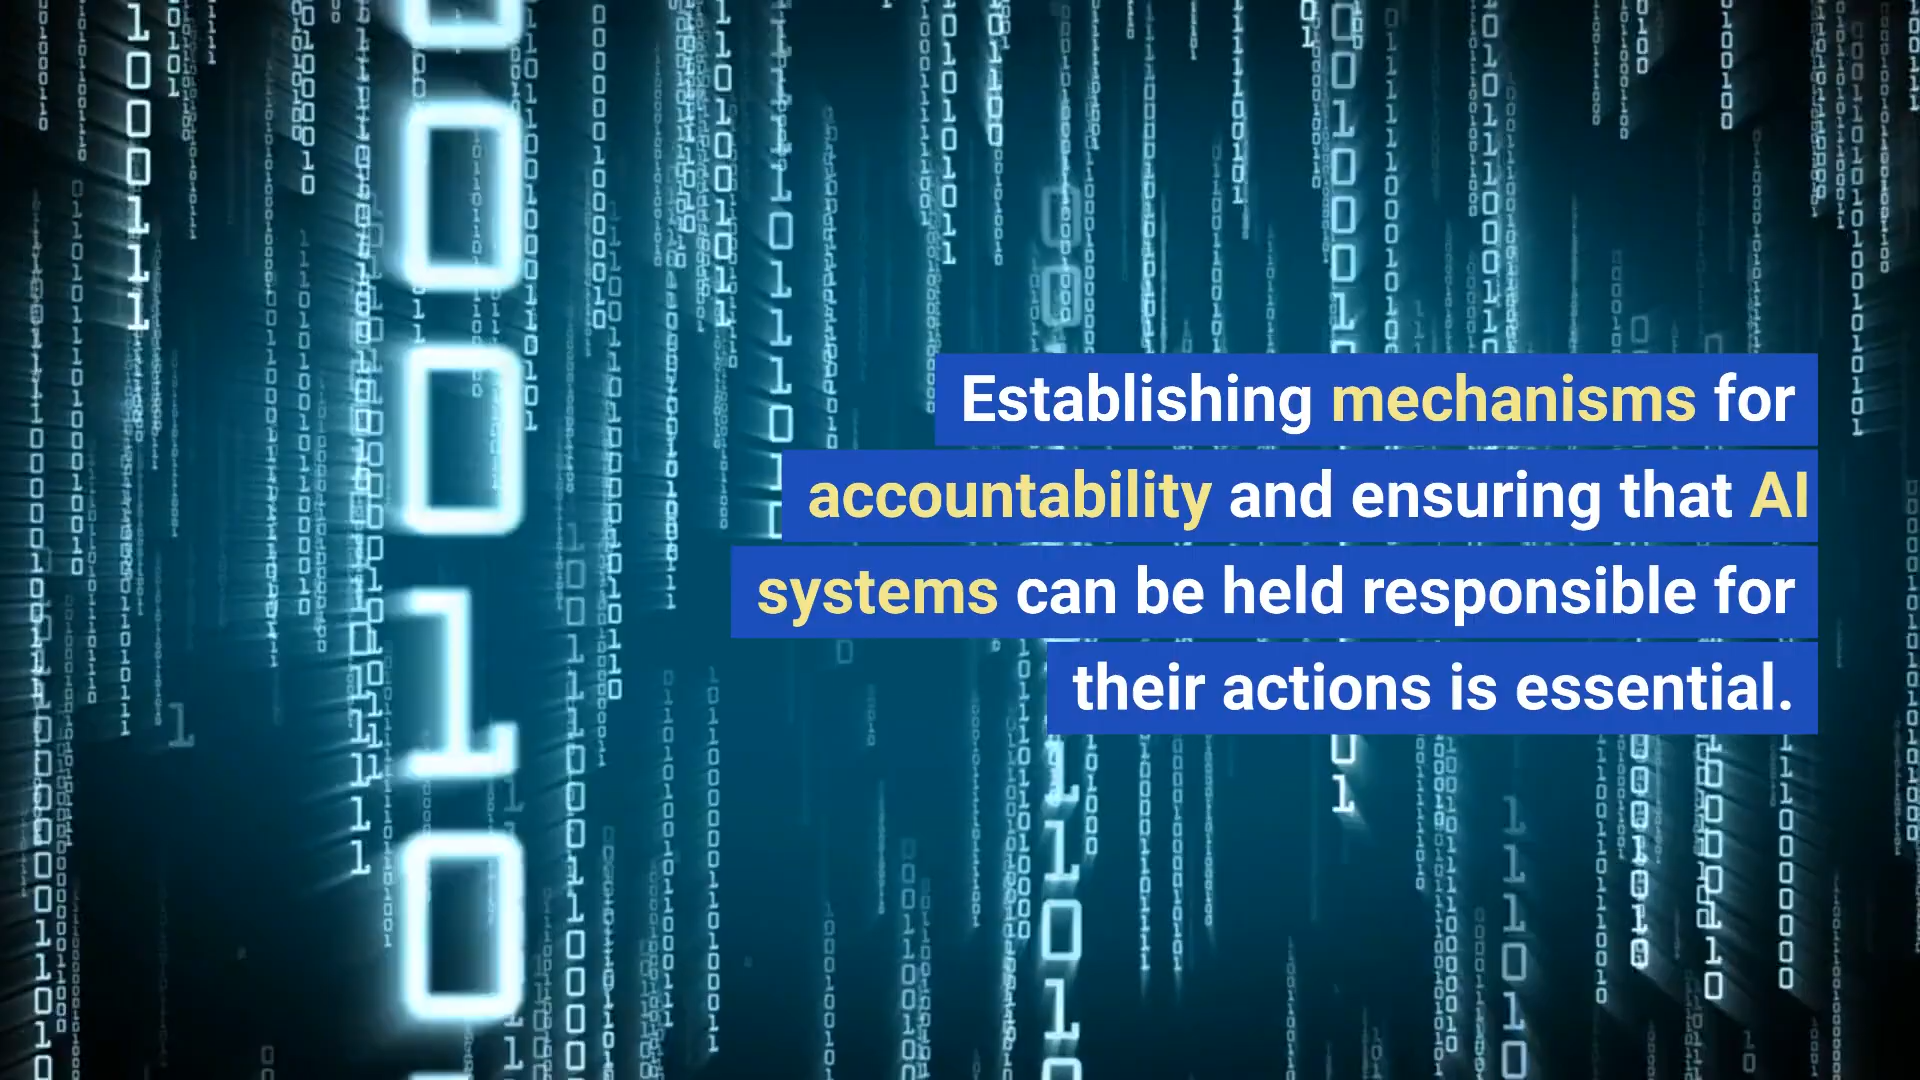 Establishing mechanisms for
accountability and ensuring that AI
systems can be held responsible for
their actions is essential.